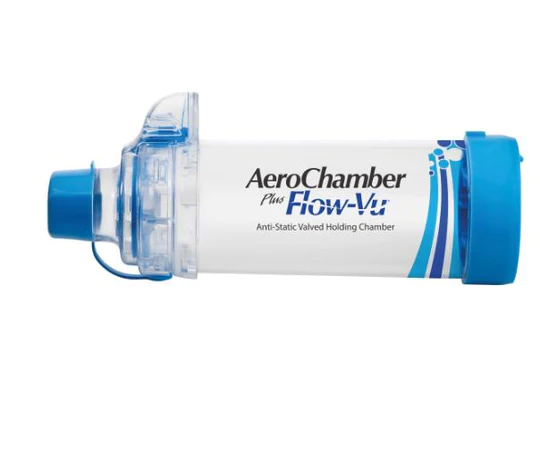 AeroChamber
Plus Flow-Vu
Anti-Static Valved Holding Chamber